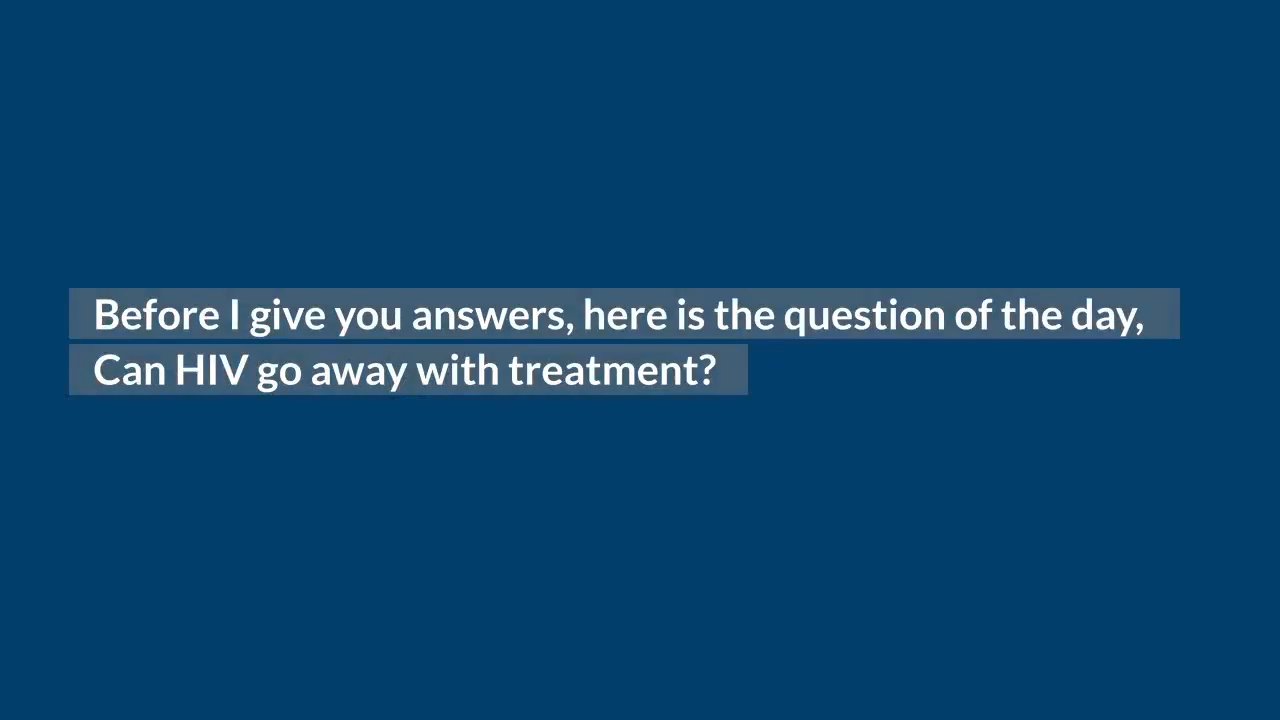 Before I give you answers, here is the question of the day,
Can HIV go away with treatment?